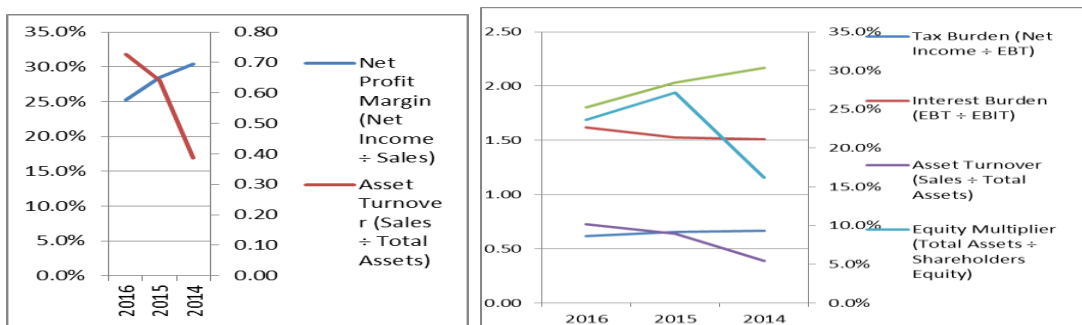 35.0%
30.0%
25.0%
20.0%
15.0%
10.0%
5.0%
0.0%
0.80
0.70
0.60
0.50
0.40
0.30
0.20
0.10
0.00
2016
2015
2014
Net
Profit
Margin
(Net
Income
÷ Sales)
Asset
Turnove
r (Sales
÷ Total
Assets)
2.50
2.00
1.50
1.00
0.50
0.00
35.0%
30.0%
25.0%
20.0%
15.0%
10.0%
5.0%
0.0%
2016
2015
2014
Tax Burden (Net
Income ÷ EBT)
Interest Burden
(EBT ÷ EBIT)
Asset Turnover
(Sales ÷ Total
Assets)
Equity Multiplier
(Total Assets ÷
Shareholders
Equity)